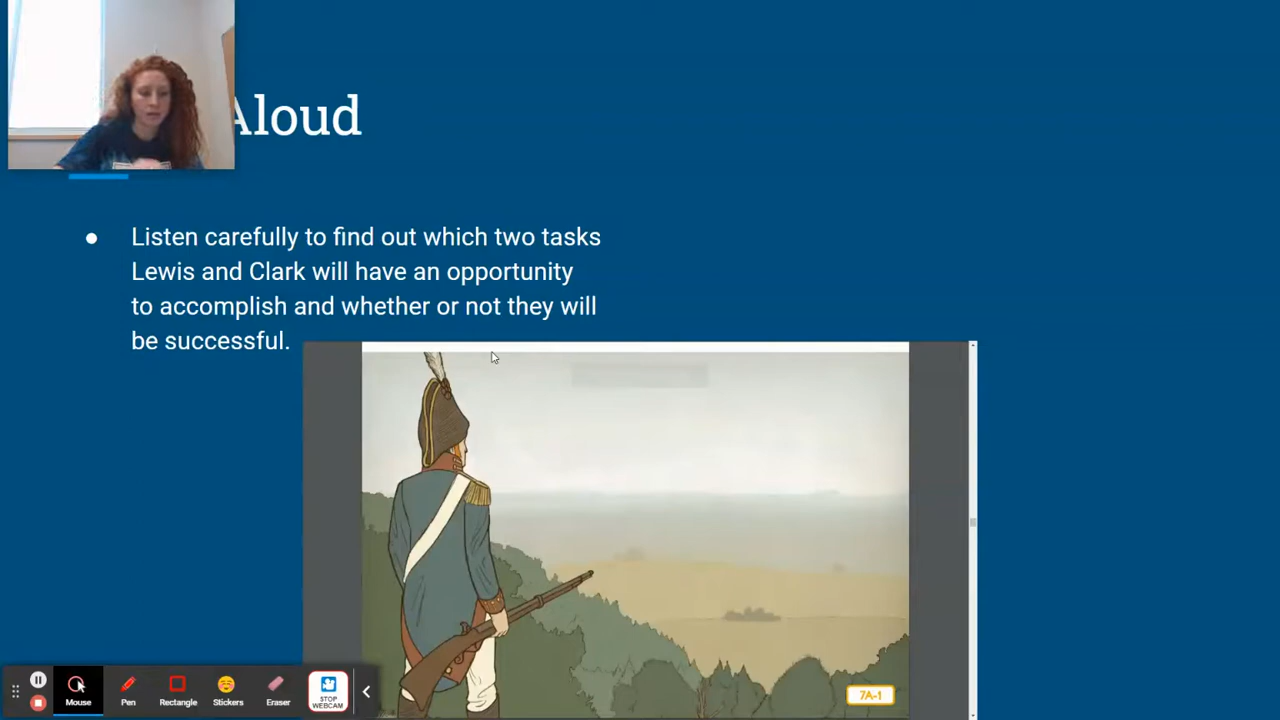 Aloud
● Listen carefully to find out which two tasks
Lewis and Clark will have an opportunity
to accomplish and whether or not they will
be successful.
7A-1
Mouse
Pen
Rectangle
Stickers
Eraser
STOP
WEBCAM